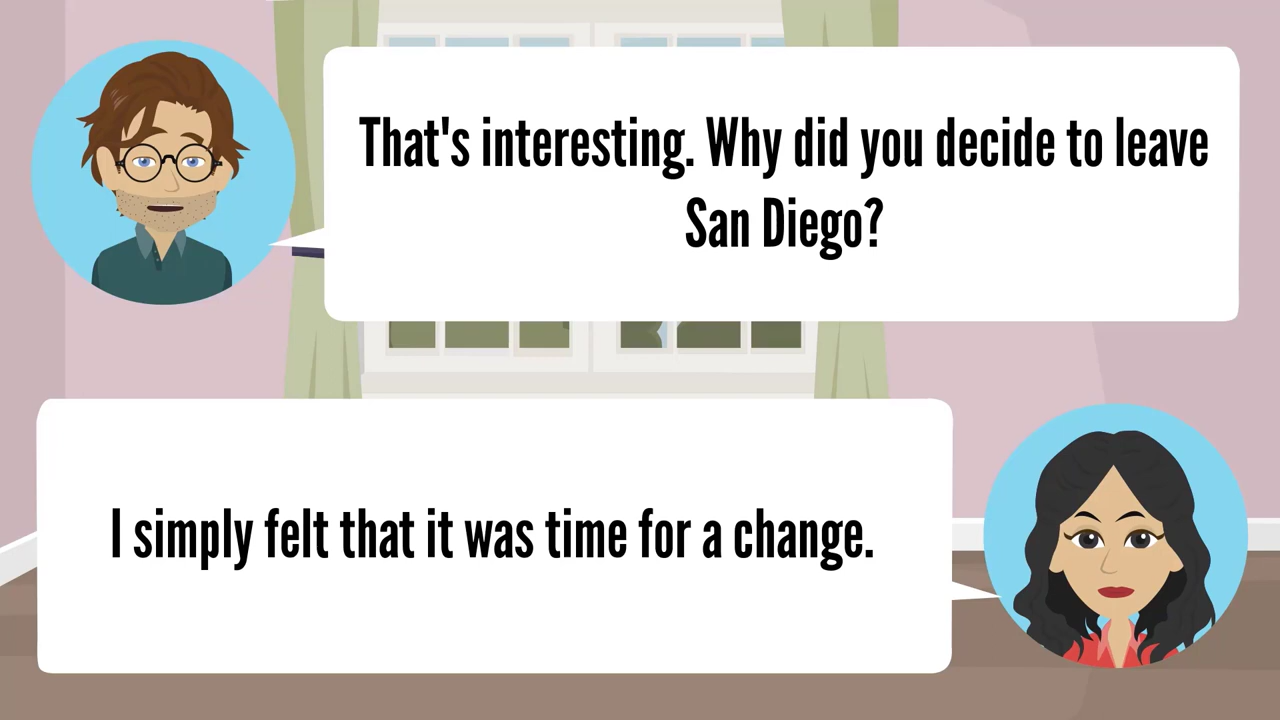 That's interesting. Why did you decide to leave
San Diego?
I simply felt that it was time for a change.